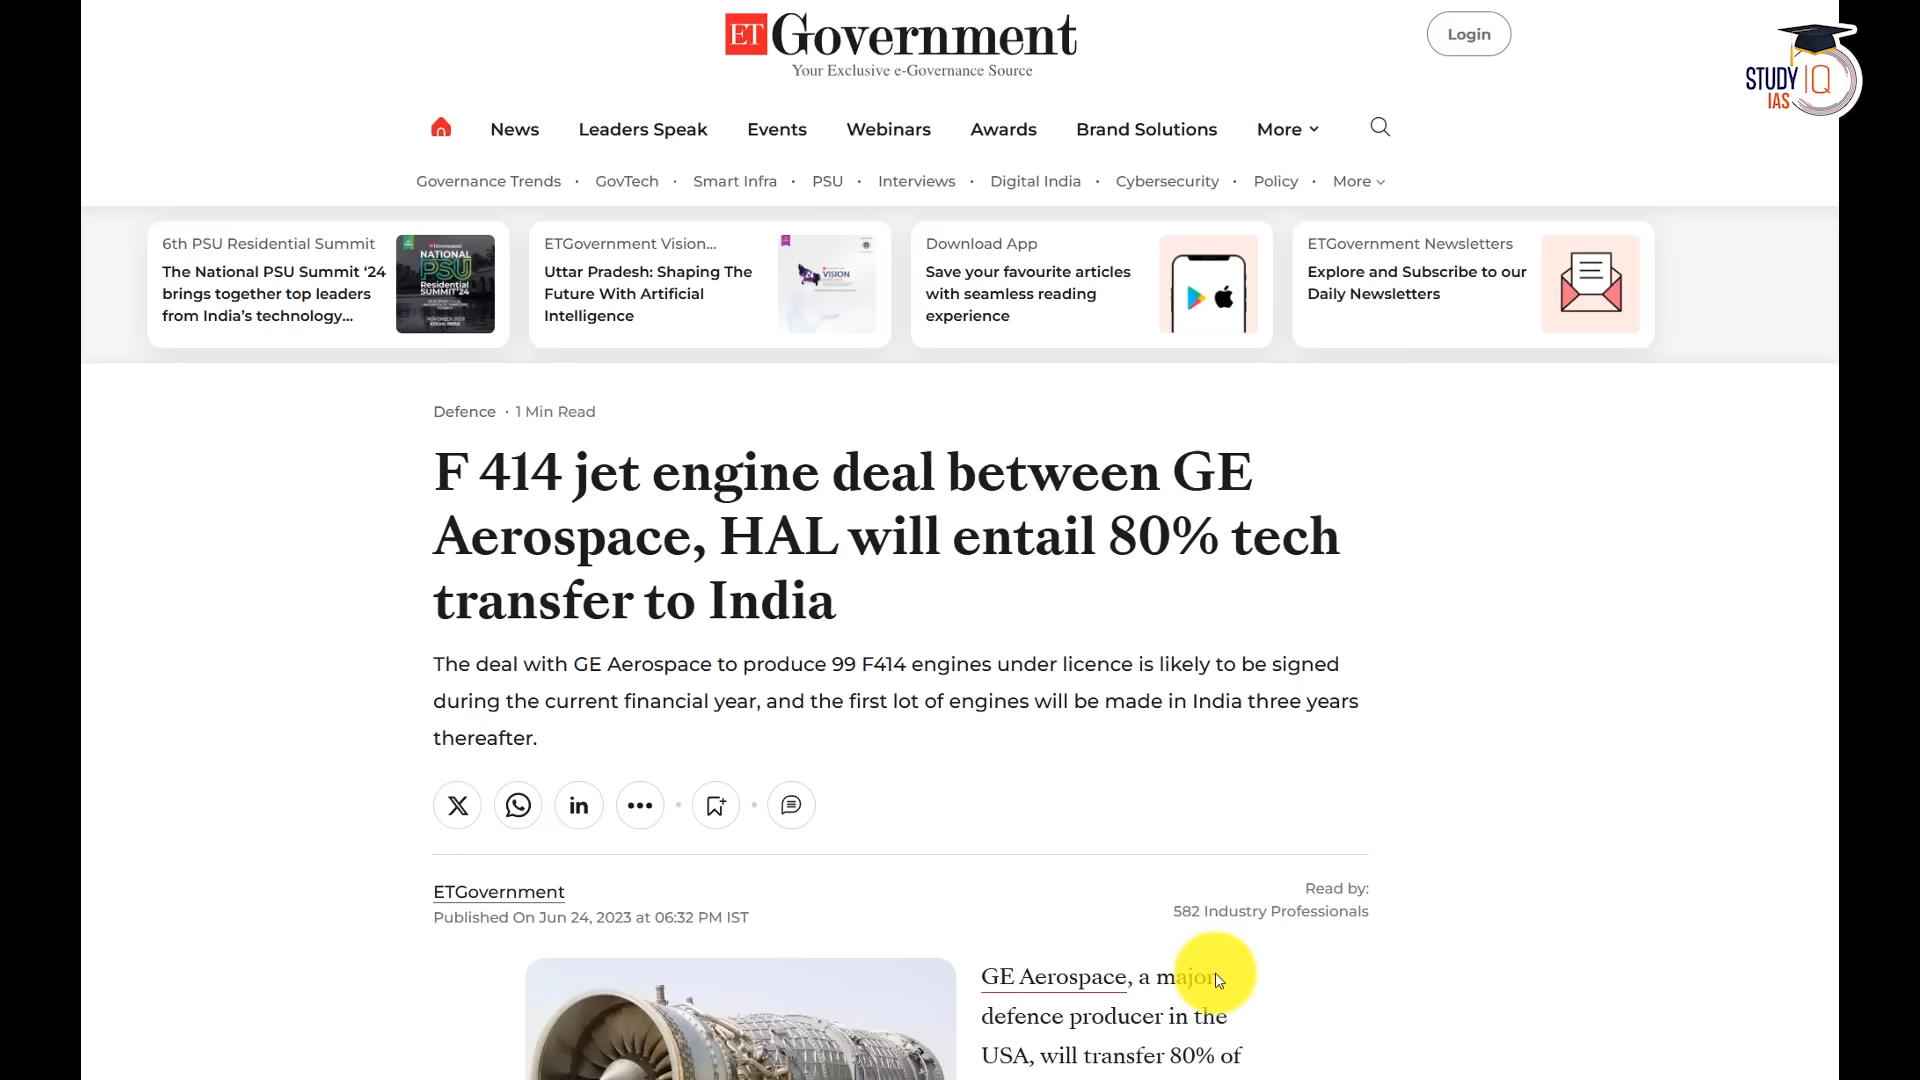 ET Government
Your Exclusive e-Governance Source
Login
STUDY IQ
IAS
News
Leaders Speak
Events
Webinars
Awards
Brand Solutions
More
Governance Trends · GovTech · Smart Infra · PSU · Interviews · Digital India · Cybersecurity · Policy · More
6th PSU Residential Summit
The National PSU Summit ‘24
brings together top leaders
from India’s technology...
NATIONAL
PSU
Residential
SUMMIT'24
ETGovernment Vision...
Uttar Pradesh: Shaping The
Future With Artificial
Intelligence
VISION
Download App
Save your favourite articles
with seamless reading
experience
ETGovernment Newsletters
Explore and Subscribe to our
Daily Newsletters
Defence · 1 Min Read
F 414 jet engine deal between GE
Aerospace, HAL will entail 80% tech
transfer to India
The deal with GE Aerospace to produce 99 F414 engines under licence is likely to be signed
during the current financial year, and the first lot of engines will be made in India three years
thereafter.
ETGovernment
Published On Jun 24, 2023 at 06:32 PM IST
Read by:
582 Industry Professionals
GE Aerospace, a major
defence producer in the
USA, will transfer 80% of